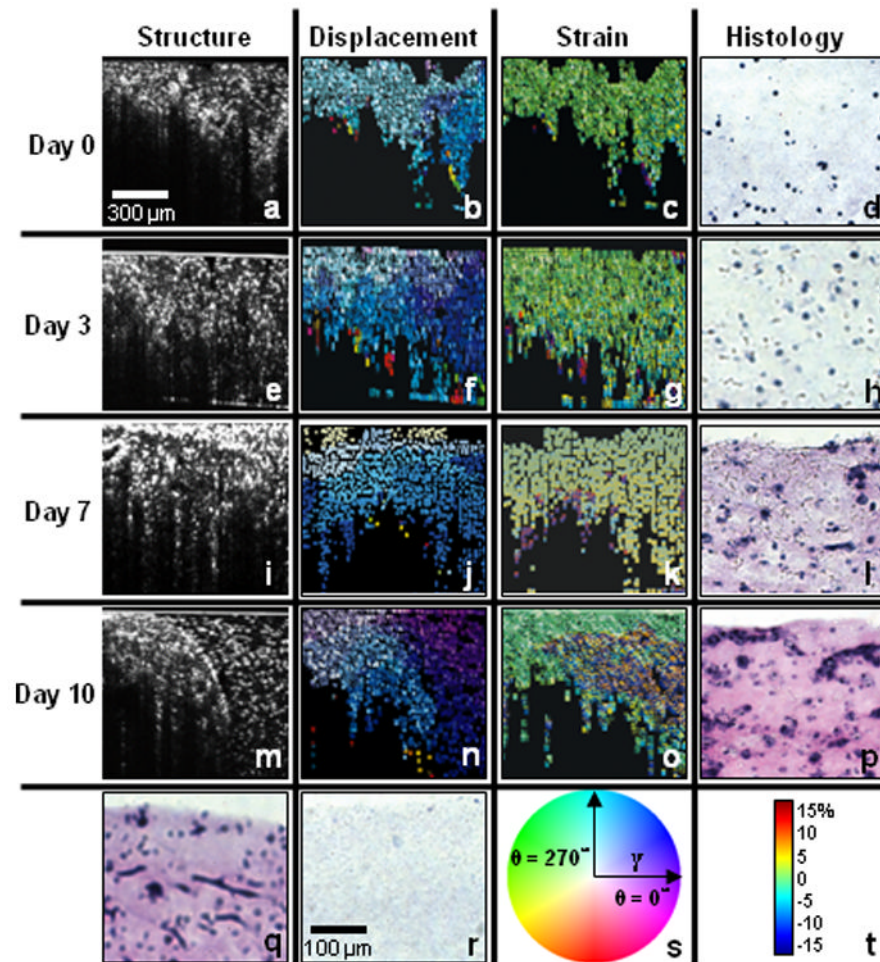 Structure Displacement Strain Histology
Day 0
300 µm
a b c d
Day 3
e f g h
Day 7
i j k l
Day 10
m n o p
θ = 270°
γ
θ = 0°
15%
10
5
0
-5
-10
-15
100 µm
q r s t